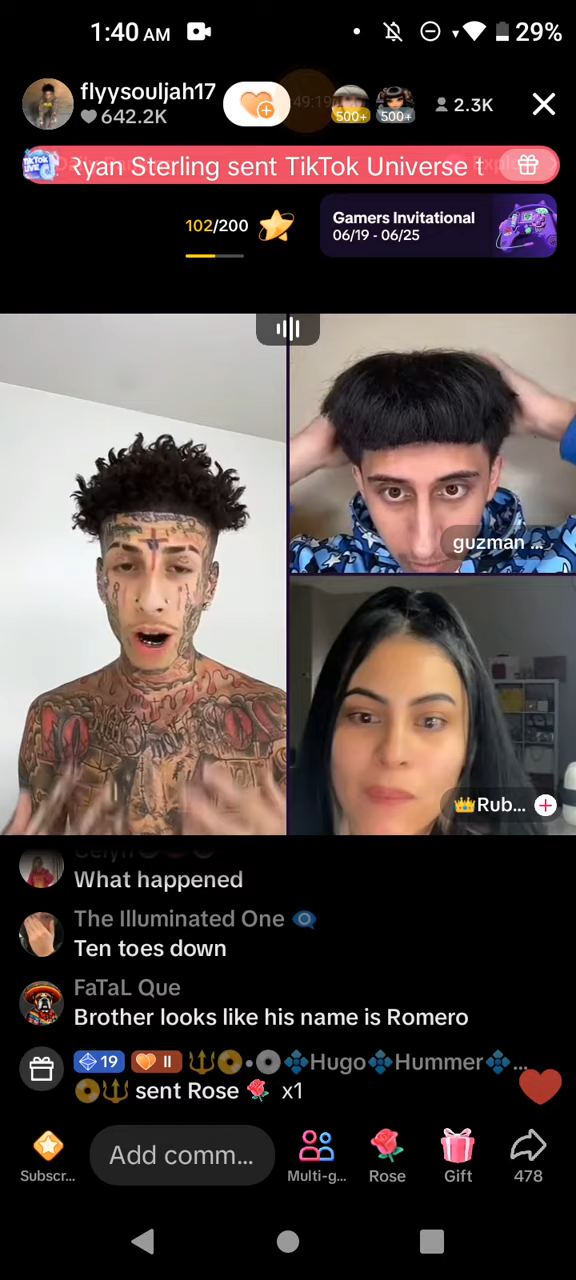 1:40 AM
29%
flyysouljah17
642.2K
500+
500+
2.3K
Ryan Sterling sent TikTok Universe t
102/200
Gamers Invitational
06/19 - 06/25
guzman ...
Rub...
What happened
The Illuminated One
Ten toes down
FaTaL Que
Brother looks like his name is Romero
19
II
Hugo Hummer ...
sent Rose x1
Add comm...
Subscr...
Multi-g...
Rose
Gift
478